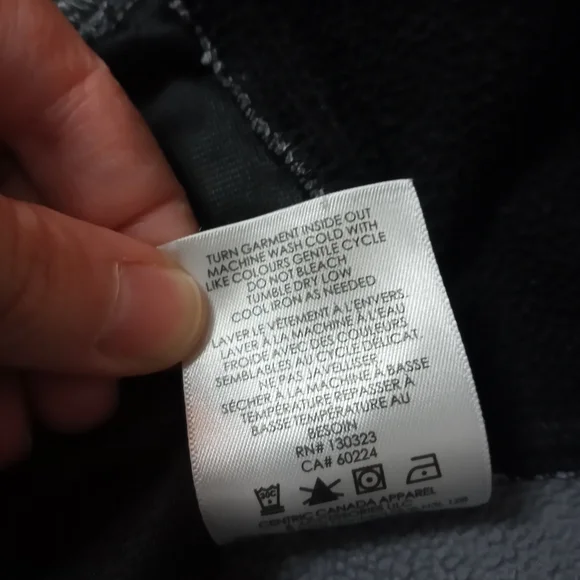 TURN GARMENT INSIDE OUT
MACHINE WASH COLD WITH
LIKE COLOURS GENTLE CYCLE
DO NOT BLEACH
TUMBLE DRY LOW
COOL IRON AS NEEDED
LAVER LE VÊTEMENT À L'ENVERS.
LAVER À LA MACHINE À L'EAU
FROIDE AVEC DES COULEURS
SEMBLABLES AU CYCLE DÉLICAT.
NE PAS JAVELLISER.
SÉCHER À LA MACHINE À BASSE
TEMPÉRATURE REPASSER À
BASSE TEMPÉRATURE AU
BESOIN
RN# 130323
CA# 60224
CENTRIC CANADA APPAREL
ULC